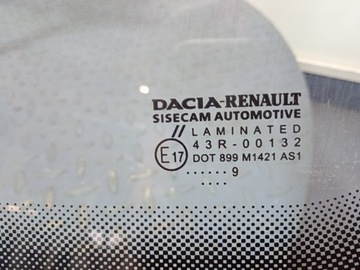 DACIA-RENAULT
SISECAM AUTOMOTIVE
// LAMINATED
E17 43R-00132
DOT 899 M1421 AS1
...... 9
....